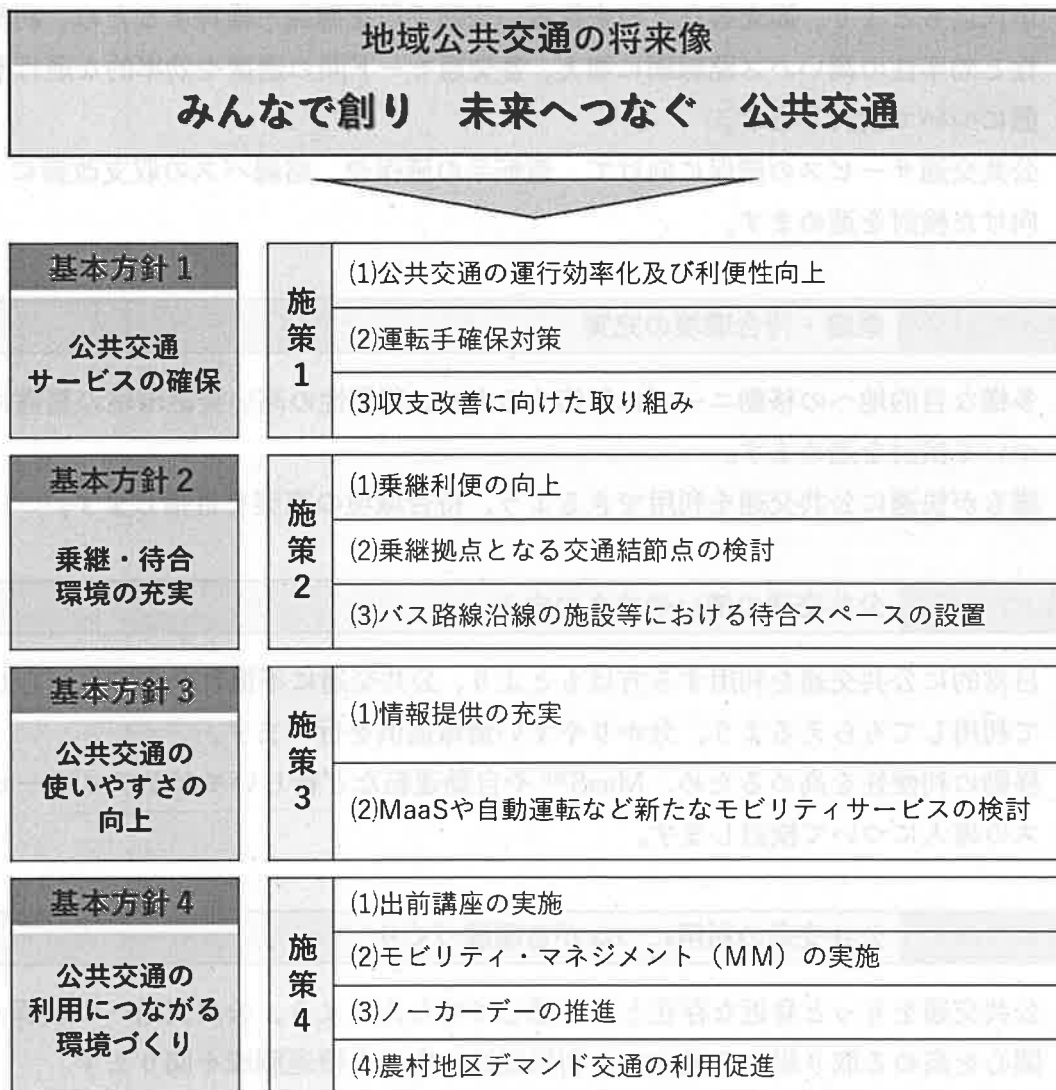 地域公共交通の将来像
みんなで創り　未来へつなぐ　公共交通
基本方針1
公共交通
サービスの確保
施策1
(1)公共交通の運行効率化及び利便性向上
(2)運転手確保対策
(3)収支改善に向けた取り組み
基本方針2
乗継・待合
環境の充実
施策2
(1)乗継利便の向上
(2)乗継拠点となる交通結節点の検討
(3)バス路線沿線の施設等における待合スペースの設置
基本方針3
公共交通の
使いやすさの
向上
施策3
(1)情報提供の充実
(2)MaaSや自動運転など新たなモビリティサービスの検討
基本方針4
公共交通の
利用につながる
環境づくり
施策4
(1)出前講座の実施
(2)モビリティ・マネジメント（MM）の実施
(3)ノーカーデーの推進
(4)農村地区デマンド交通の利用促進